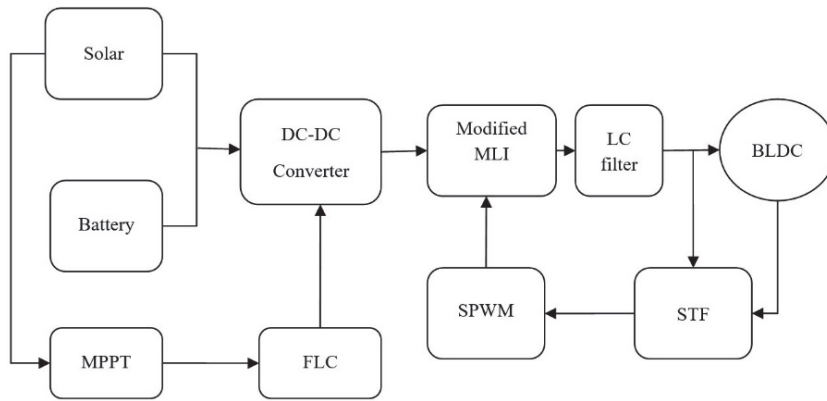 Solar
DC-DC
Converter
Modified
MLI
LC
filter
BLDC
Battery
SPWM
STF
MPPT
FLC